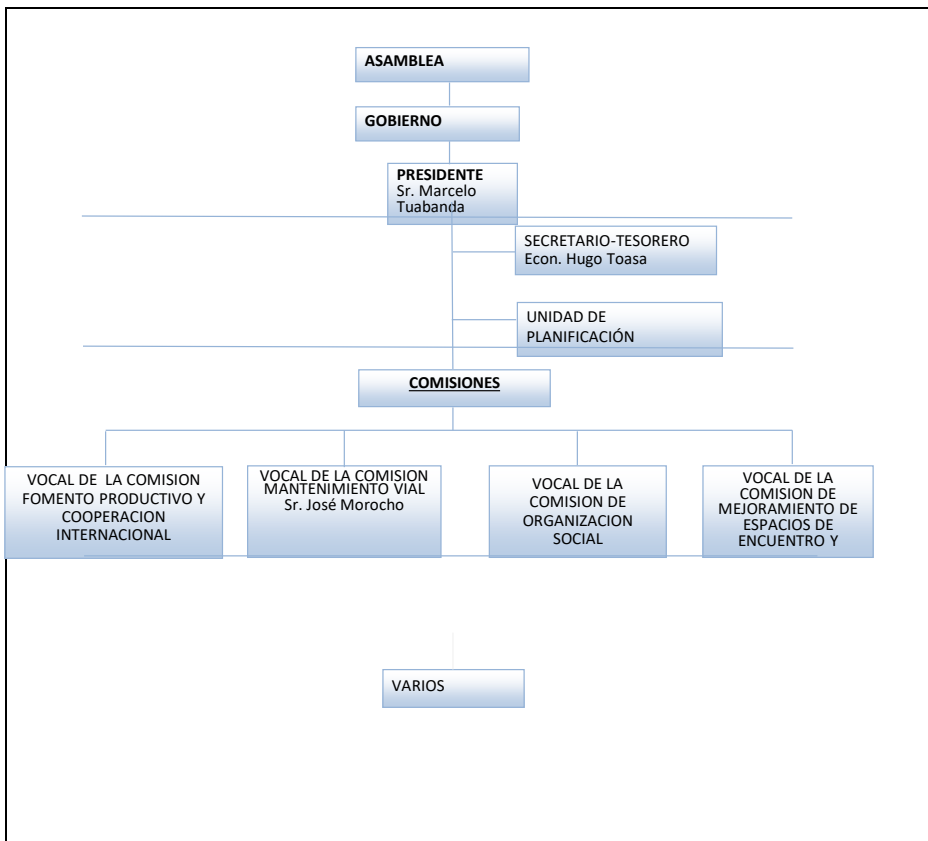 ASAMBLEA
GOBIERNO
PRESIDENTE
Sr. Marcelo
Tuabanda
SECRETARIO-TESORERO
Econ. Hugo Toasa
UNIDAD DE
PLANIFICACIÓN
COMISIONES
VOCAL DE LA COMISION
FOMENTO PRODUCTIVO Y
COOPERACION
INTERNACIONAL
VOCAL DE LA COMISION
MANTENIMIENTO VIAL
Sr. José Morocho
VOCAL DE LA
COMISION DE
ORGANIZACION
SOCIAL
VOCAL DE LA
COMISION DE
MEJORAMIENTO DE
ESPACIOS DE
ENCUENTRO Y
VARIOS